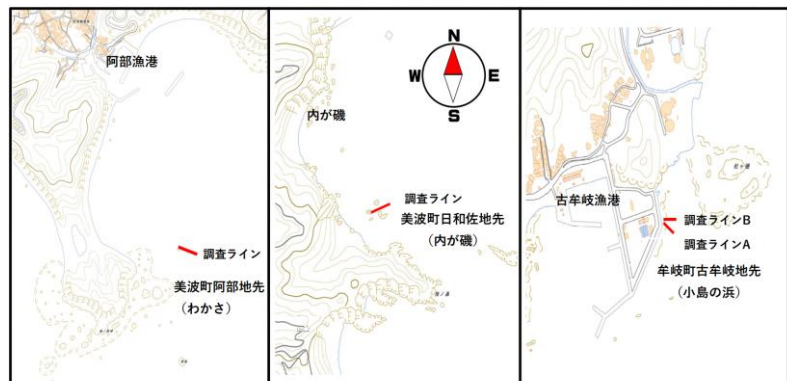 阿部漁港
調査ライン
美波町阿部地先
(わかさ)
N
W E
S
内が磯
調査ライン
美波町日和佐地先
(内が磯)
古牟岐漁港
調査ラインB
調査ラインA
牟岐町古牟岐地先
(小島の浜)